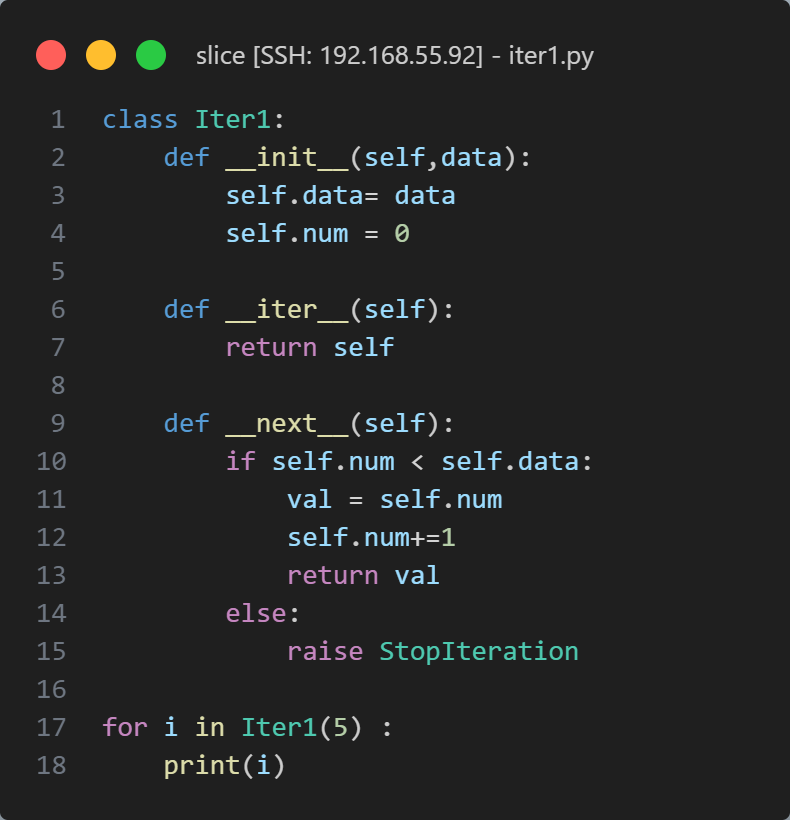 slice [SSH: 192.168.55.92] - iter1.py
1 class Iter1:
2     def __init__(self,data):
3         self.data= data
4         self.num = 0
5
6     def __iter__(self):
7         return self
8
9     def __next__(self):
10         if self.num < self.data:
11             val = self.num
12             self.num+=1
13             return val
14         else:
15             raise StopIteration
16
17 for i in Iter1(5) :
18     print(i)